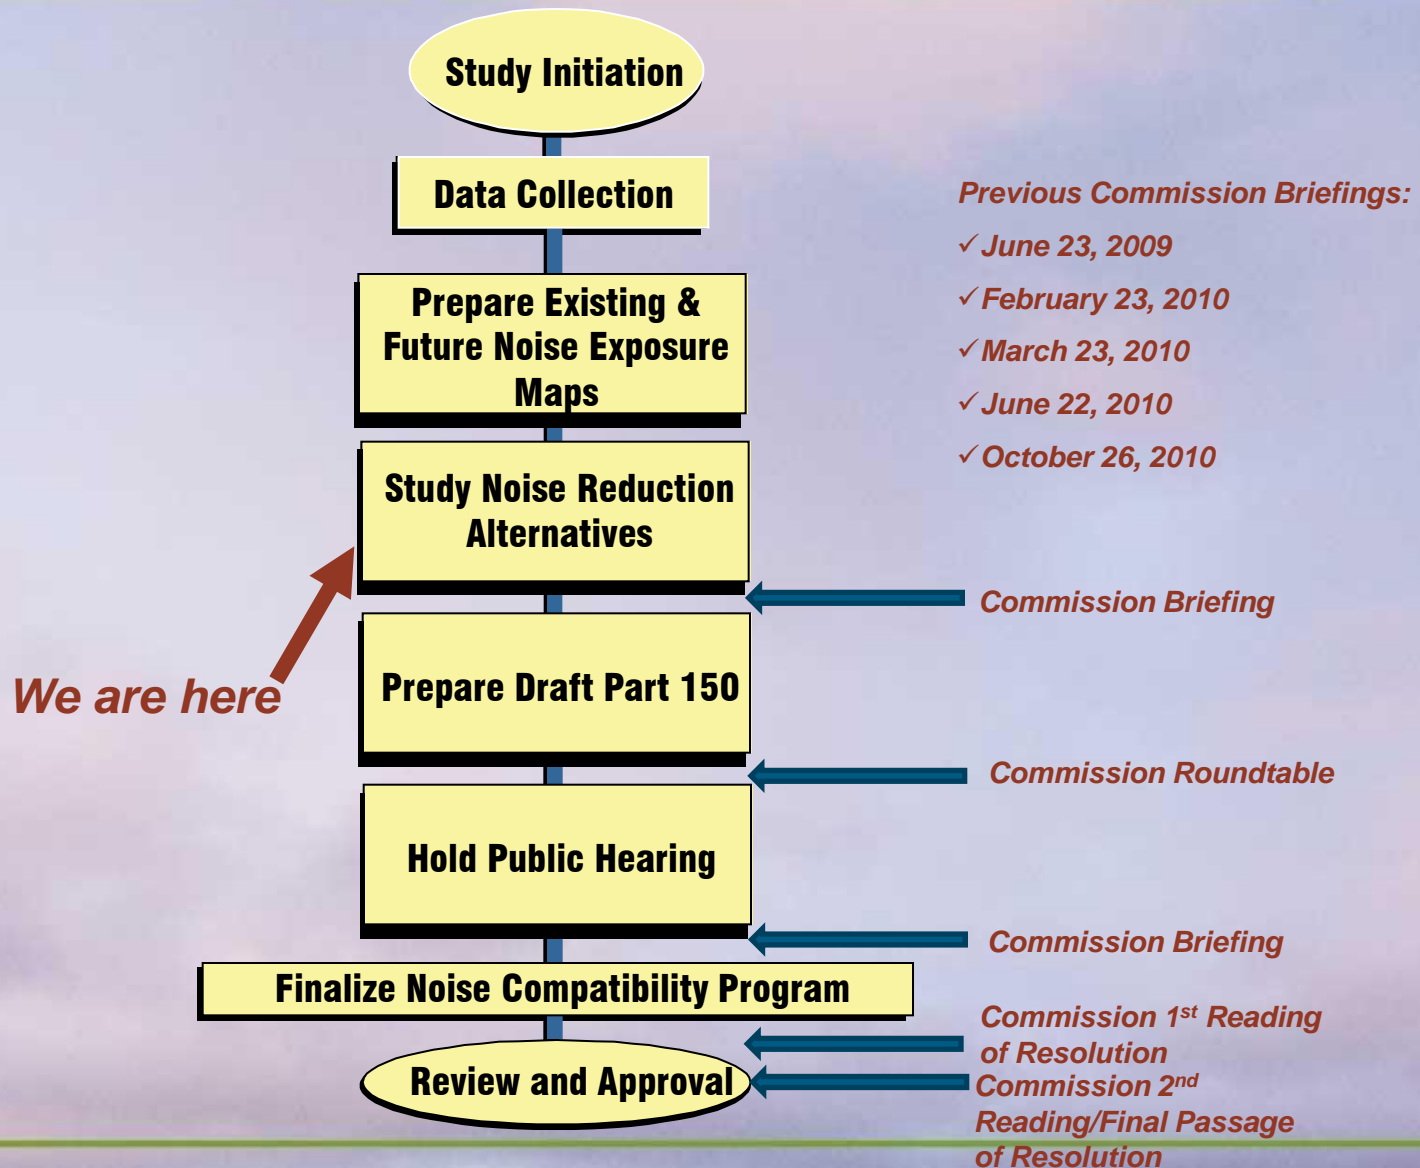 Study Initiation
Data Collection
Prepare Existing &
Future Noise Exposure
Maps
Study Noise Reduction
Alternatives
We are here
Prepare Draft Part 150
Hold Public Hearing
Finalize Noise Compatibility Program
Review and Approval
Previous Commission Briefings:
✓ June 23, 2009
✓ February 23, 2010
✓ March 23, 2010
✓ June 22, 2010
✓ October 26, 2010
Commission Briefing
Commission Roundtable
Commission Briefing
Commission 1st Reading
of Resolution
Commission 2nd
Reading/Final Passage
of Resolution